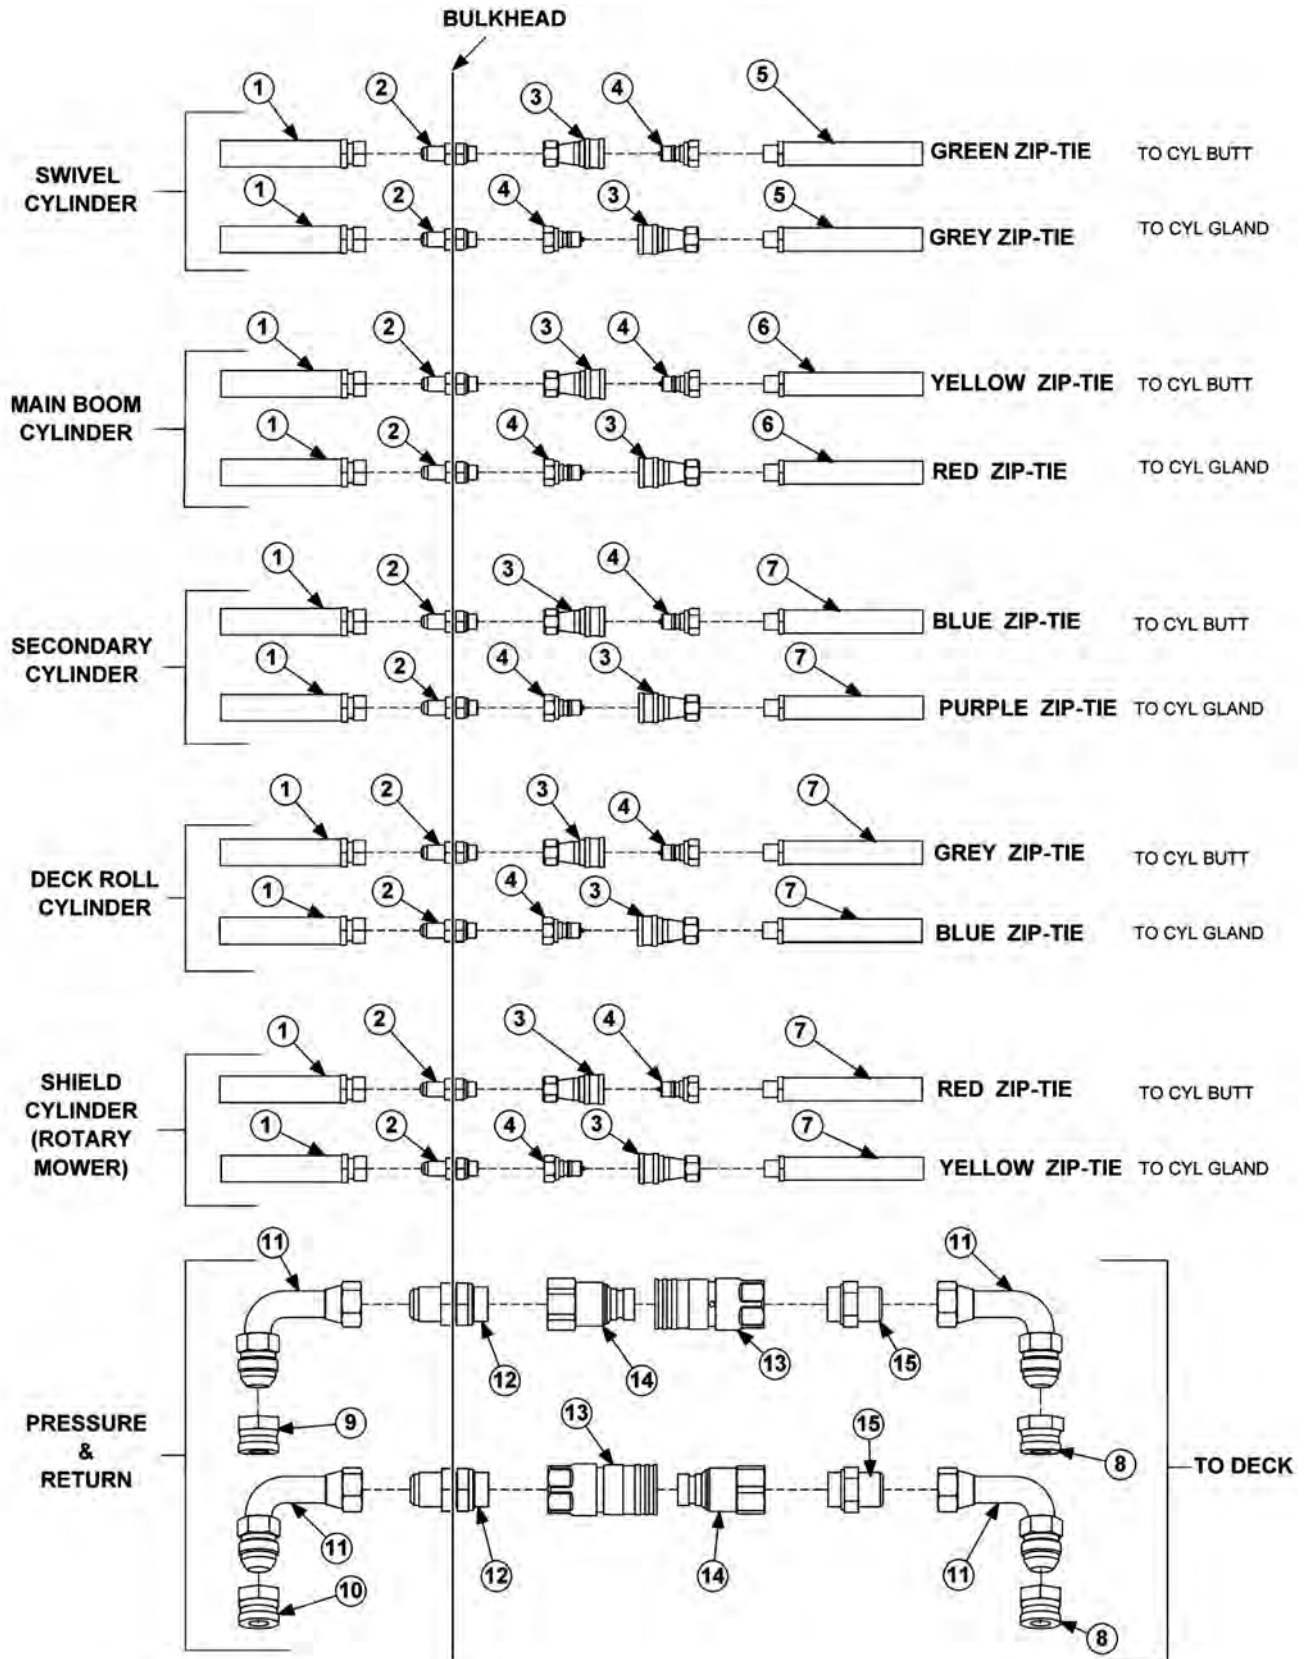 BULKHEAD
1 2 3 4 5
GREEN ZIP-TIE TO CYL BUTT
SWIVEL
CYLINDER
1 2 4 3 5
GREY ZIP-TIE TO CYL GLAND
1 2 3 4 6
YELLOW ZIP-TIE TO CYL BUTT
MAIN BOOM
CYLINDER
1 2 4 3 6
RED ZIP-TIE TO CYL GLAND
1 2 3 4 7
BLUE ZIP-TIE TO CYL BUTT
SECONDARY
CYLINDER
1 2 4 3 7
PURPLE ZIP-TIE TO CYL GLAND
1 2 3 4 7
GREY ZIP-TIE TO CYL BUTT
DECK ROLL
CYLINDER
1 2 4 3 7
BLUE ZIP-TIE TO CYL GLAND
1 2 3 4 7
RED ZIP-TIE TO CYL BUTT
SHIELD
CYLINDER
(ROTARY
MOWER)
1 2 4 3 7
YELLOW ZIP-TIE TO CYL GLAND
11 11
12 14 13 15
9 8
PRESSURE
&
RETURN
13 15
TO DECK
11 12 14 11
10 8